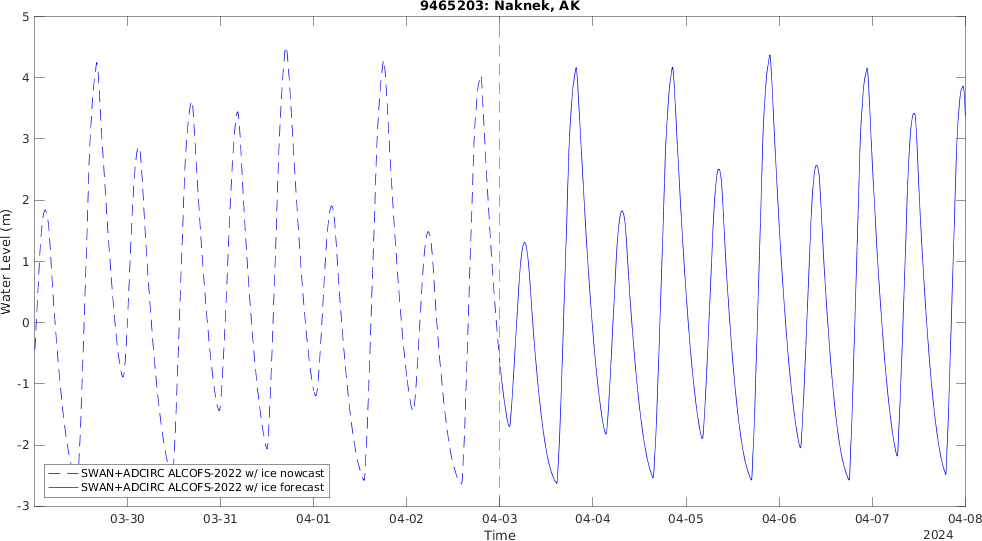 9465203: Naknek, AK
5
4
3
2
1
0
-1
-2
-3
Water Level (m)
SWAN+ADCIRC ALCOFS-2022 w/ ice nowcast
SWAN+ADCIRC ALCOFS-2022 w/ ice forecast
03-30 03-31 04-01 04-02 04-03 04-04 04-05 04-06 04-07 04-08
Time
2024